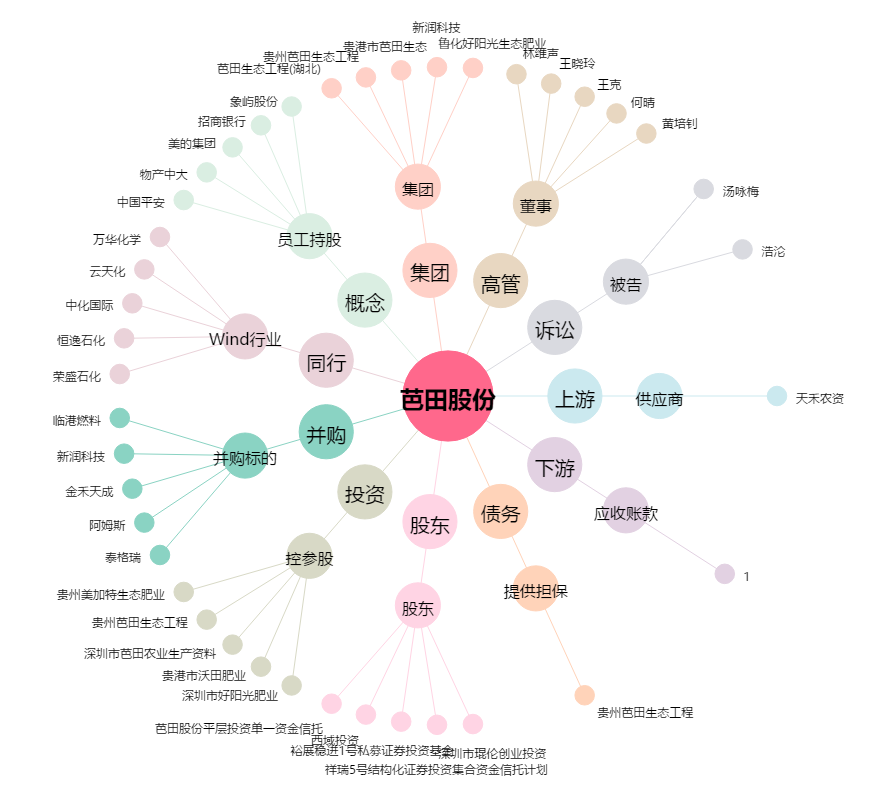 新润科技
贵港市芭田生态
鲁化好阳光生态肥业
贵州芭田生态工程
芭田生态工程(湖北)
林维声
王晓玲
王克
何晴
黄培钊
象屿股份
招商银行
美的集团
物产中大
中国平安
集团
董事
汤咏梅
浩沦
员工持股
集团
高管
被告
万华化学
云天化
中化国际
恒逸石化
荣盛石化
概念
诉讼
Wind行业
同行
芭田股份
上游
供应商
天禾农资
临港燃料
新润科技
金禾天成
阿姆斯
泰格瑞
并购标的
并购
下游
投资
股东
债务
应收账款
1
控参股
贵州美加特生态肥业
贵州芭田生态工程
深圳市芭田农业生产资料
贵港市沃田肥业
深圳市好阳光肥业
股东
提供担保
贵州芭田生态工程
芭田股份平层投资单一资金信托
西域投资
裕展稳进1号私募证券投资基金
深圳市琨伦创业投资
祥瑞5号结构化证券投资集合资金信托计划